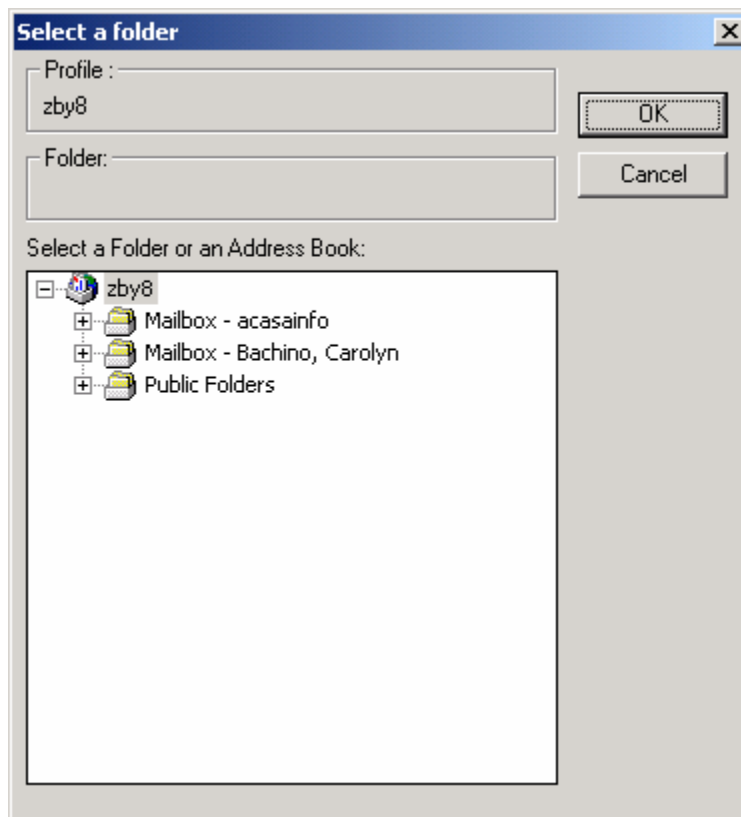 Select a folder
Profile :
zby8
OK
Folder:
Cancel
Select a Folder or an Address Book:
zby8
Mailbox - acasainfo
Mailbox - Bachino, Carolyn
Public Folders